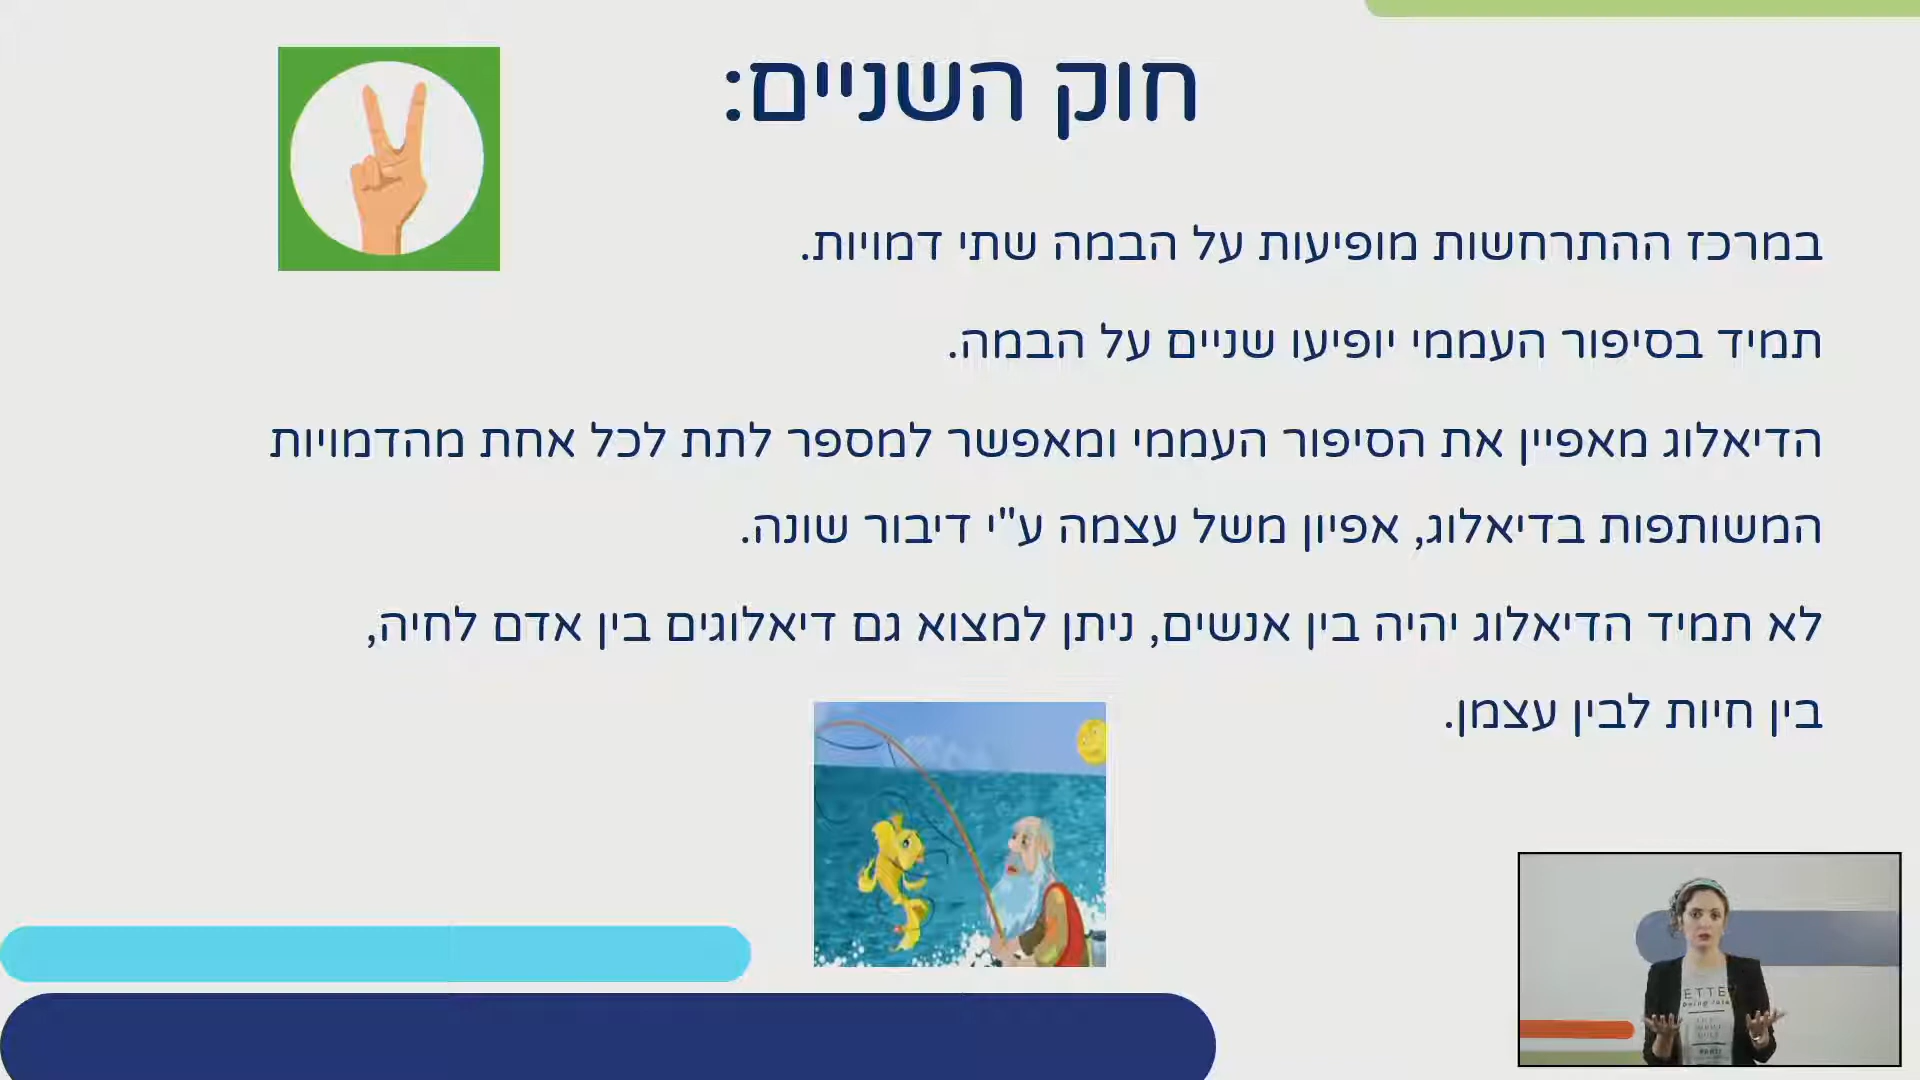 חוק השניים:
במרכז ההתרחשות מופיעות על הבמה שתי דמויות.
תמיד בסיפור העממי יופיעו שניים על הבמה.
הדיאלוג מאפיין את הסיפור העממי ומאפשר למספר לתת לכל אחת מהדמויות
המשותפות בדיאלוג, אפיון משל עצמה ע"י דיבור שונה.
לא תמיד הדיאלוג יהיה בין אנשים, ניתן למצוא גם דיאלוגים בין אדם לחיה,
בין חיות לבין עצמן.